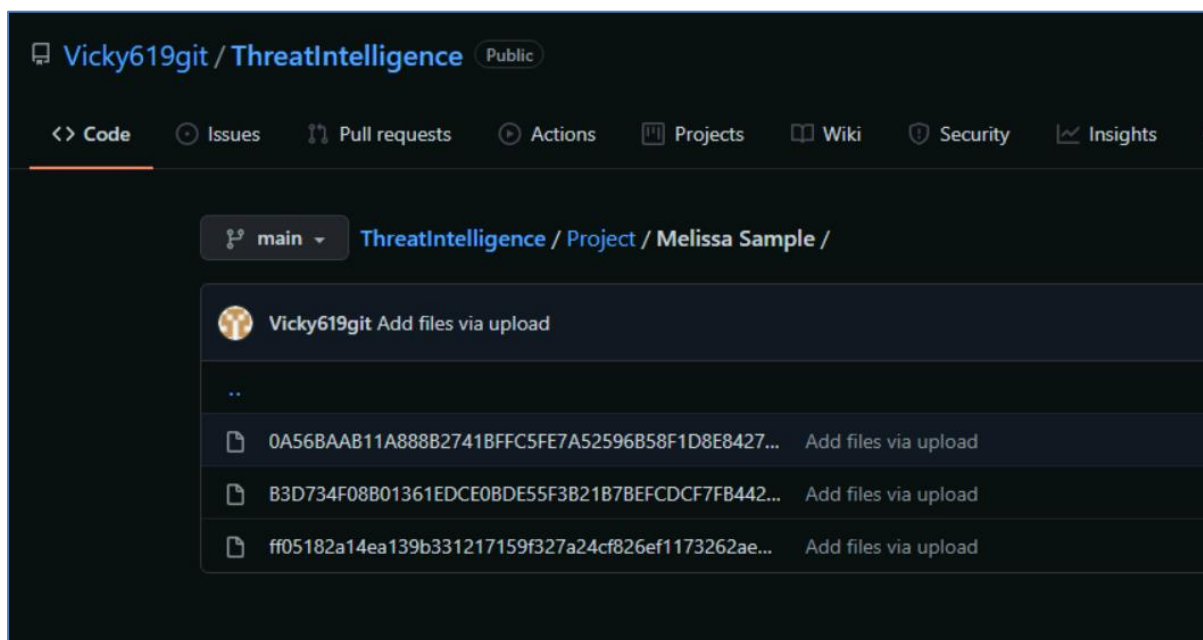 Vicky619git / ThreatIntelligence Public
<> Code Issues Pull requests Actions Projects Wiki Security Insights
main ThreatIntelligence / Project / Melissa Sample /
Vicky619git Add files via upload
..
0A56BAAB11A888B2741BFFC5FE7A52596B58F1D8E8427... Add files via upload
B3D734F08B01361EDCE0BDE55F3B21B7BEFCDCF7FB442... Add files via upload
ff05182a14ea139b331217159f327a24cf826ef1173262ae... Add files via upload